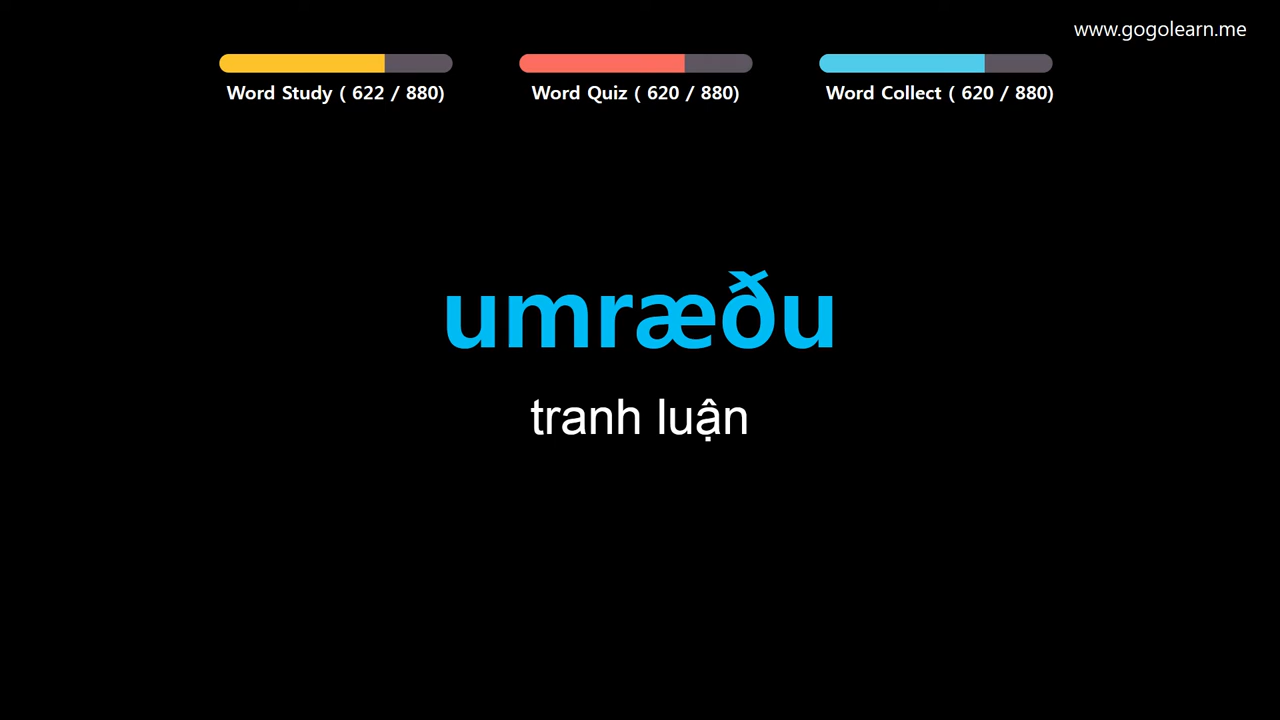 www.gogolearn.me
Word Study ( 622 / 880)
Word Quiz ( 620 / 880)
Word Collect ( 620 / 880)
umræðu
tranh luận